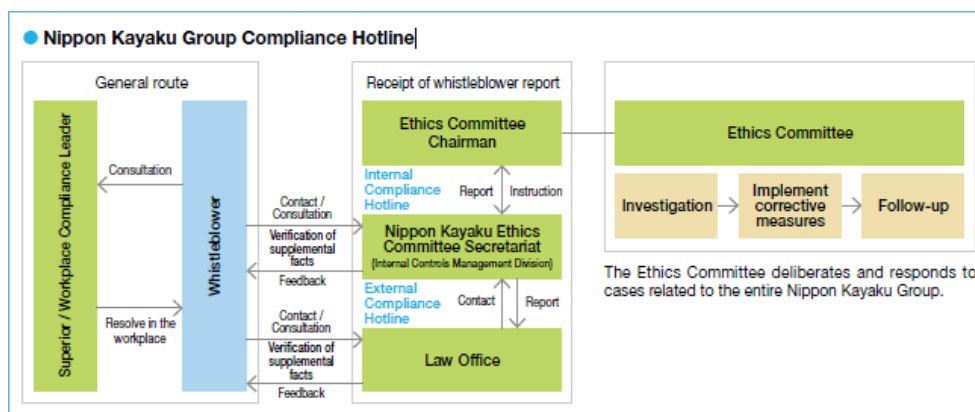 Nippon Kayaku Group Compliance Hotline
General route
Superior / Workplace Compliance Leader
Consultation
Resolve in the
workplace
Whistleblower
Contact /
Consultation
Verification of
supplemental
facts
Feedback
Contact /
Consultation
Verification of
supplemental
facts
Feedback
Receipt of whistleblower report
Ethics Committee
Chairman
Internal
Compliance
Hotline
Report
Instruction
Nippon Kayaku Ethics
Committee Secretariat
(Internal Controls Management Division)
External
Compliance
Hotline
Contact
Report
Law Office
Ethics Committee
Investigation
Implement
corrective
measures
Follow-up
The Ethics Committee deliberates and responds to
cases related to the entire Nippon Kayaku Group.